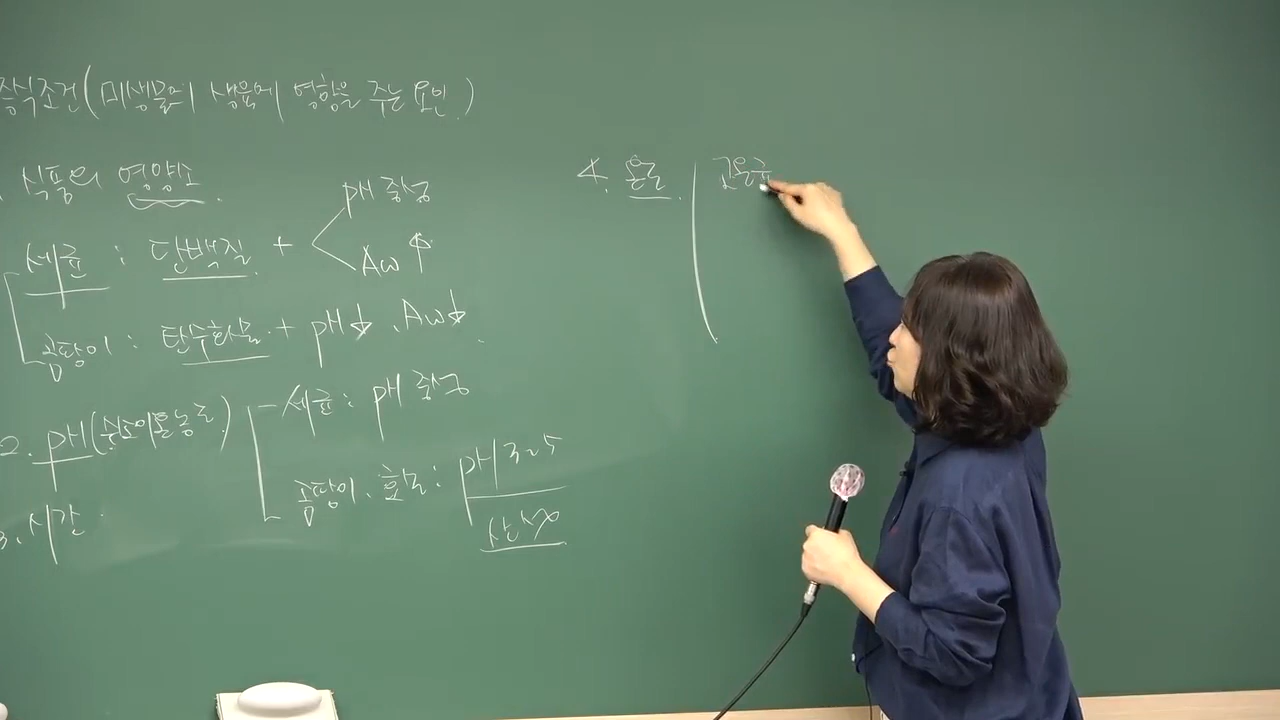 증식조건(미생물의 생육에 영향을 주는 요인)
. 식품의 영양소.
pH 중성
세균 : 단백질 +
Aw ↑
곰팡이 : 탄수화물 + pH↓, Aw↓
2. pH(수소이온농도)
세균 : pH 중성
곰팡이, 효모 : pH 3~5
산성
3. 시간
4. 온도.
고온균